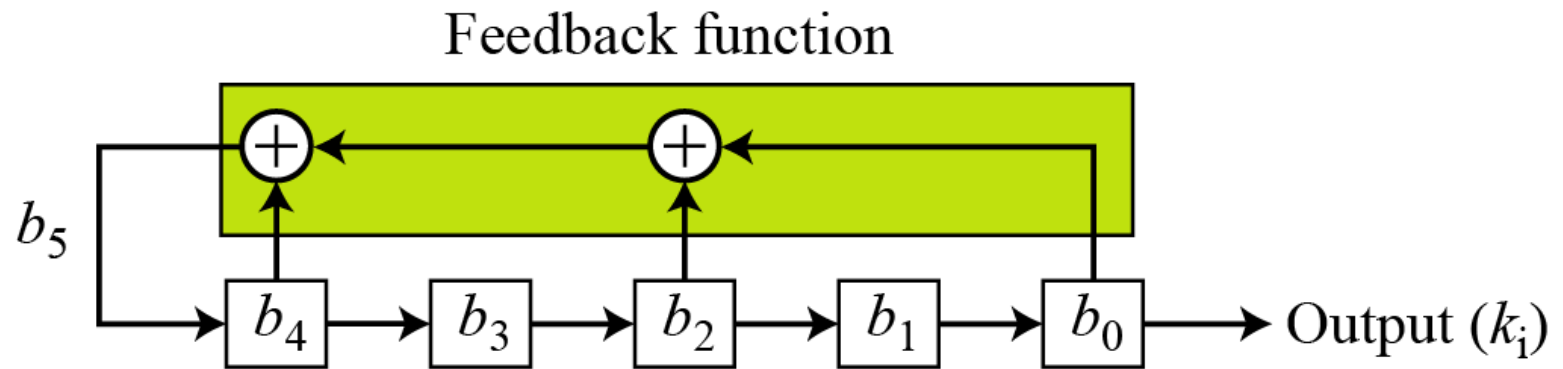 Feedback function
b₅
b₄ b₃ b₂ b₁ b₀ Output (kᵢ)